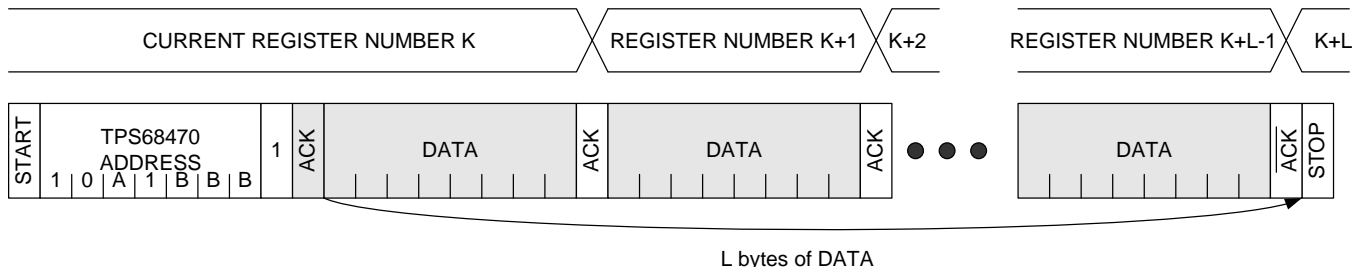 CURRENT REGISTER NUMBER K REGISTER NUMBER K+1 K+2 REGISTER NUMBER K+L-1 K+L
START
TPS68470
ADDRESS
1 0 A 1 B B B
1
ACK
DATA
ACK
DATA
ACK
DATA
ACK
STOP
L bytes of DATA